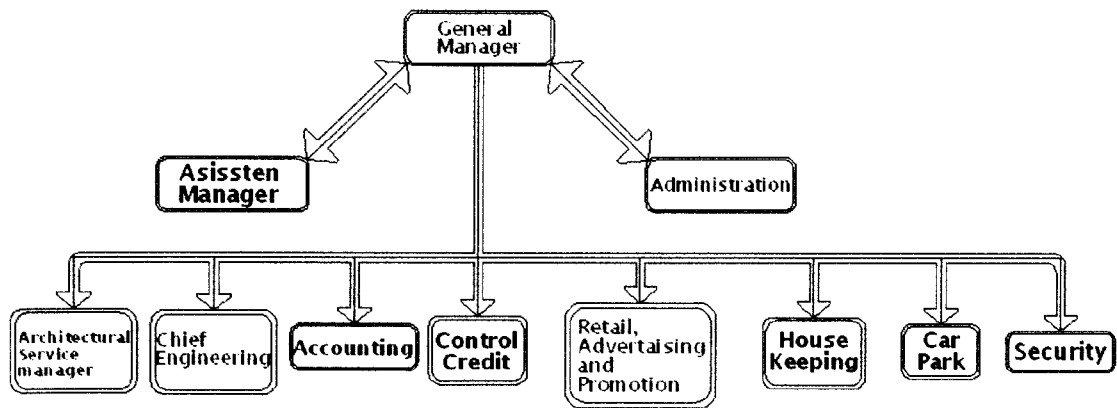 General
Manager
Asissten
Manager
Administration
Architectural
Service
manager
Chief
Engineering
Accounting
Control
Credit
Retail,
Advertaising
and
Promotion
House
Keeping
Car
Park
Security